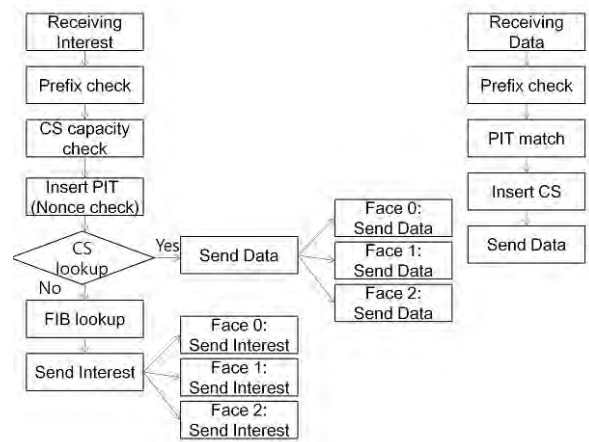 Receiving
Interest
Prefix check
CS capacity
check
Insert PIT
(Nonce check)
CS
lookup
Yes
No
Send Data
Face 0:
Send Data
Face 1:
Send Data
Face 2:
Send Data
FIB lookup
Send Interest
Face 0:
Send Interest
Face 1:
Send Interest
Face 2:
Send Interest
Receiving
Data
Prefix check
PIT match
Insert CS
Send Data